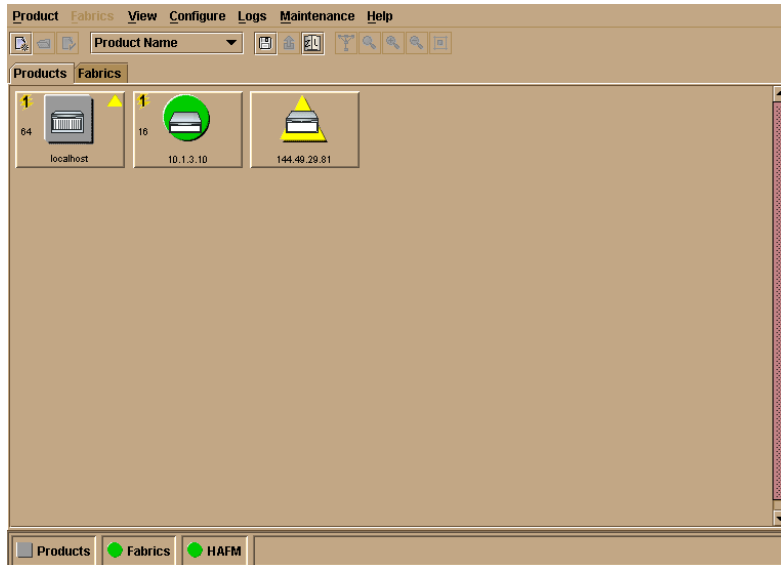 Product Fabrics View Configure Logs Maintenance Help
Product Name
Products Fabrics
1 1
64 16
localhost 10.1.3.10 144.49.29.81
Products Fabrics HAFM